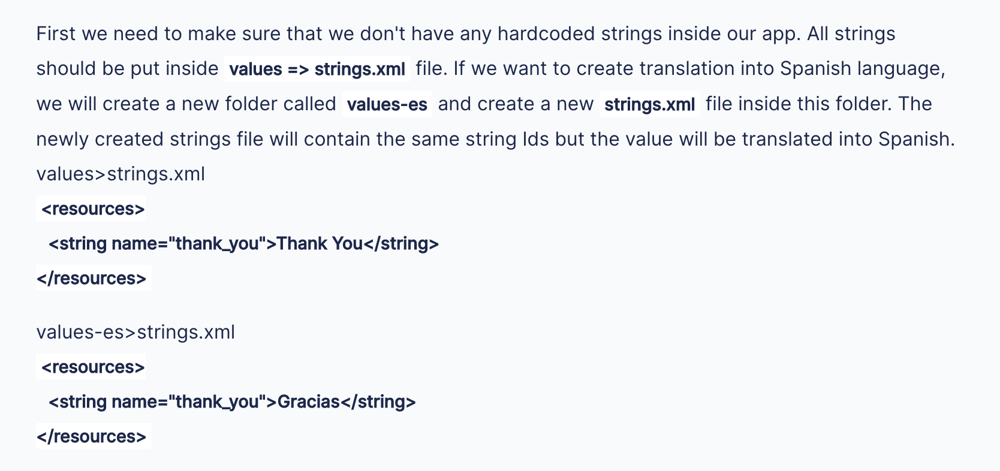 First we need to make sure that we don't have any hardcoded strings inside our app. All strings
should be put inside values => strings.xml file. If we want to create translation into Spanish language,
we will create a new folder called values-es and create a new strings.xml file inside this folder. The
newly created strings file will contain the same string Ids but the value will be translated into Spanish.
values>strings.xml
<resources>
<string name="thank_you">Thank You</string>
</resources>
values-es>strings.xml
<resources>
<string name="thank_you">Gracias</string>
</resources>